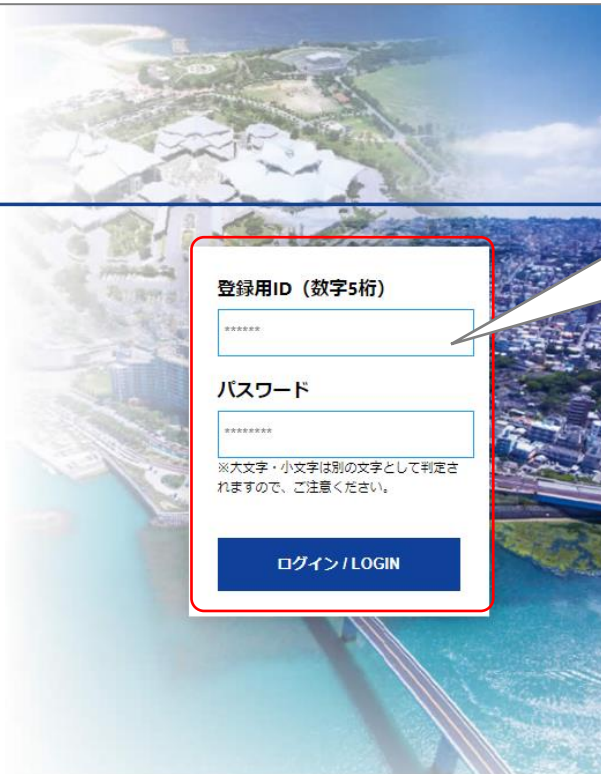 登録用ID（数字5桁）
******
パスワード
********
※大文字・小文字は別の文字として判定さ
れますので、ご注意ください。
ログイン / LOGIN